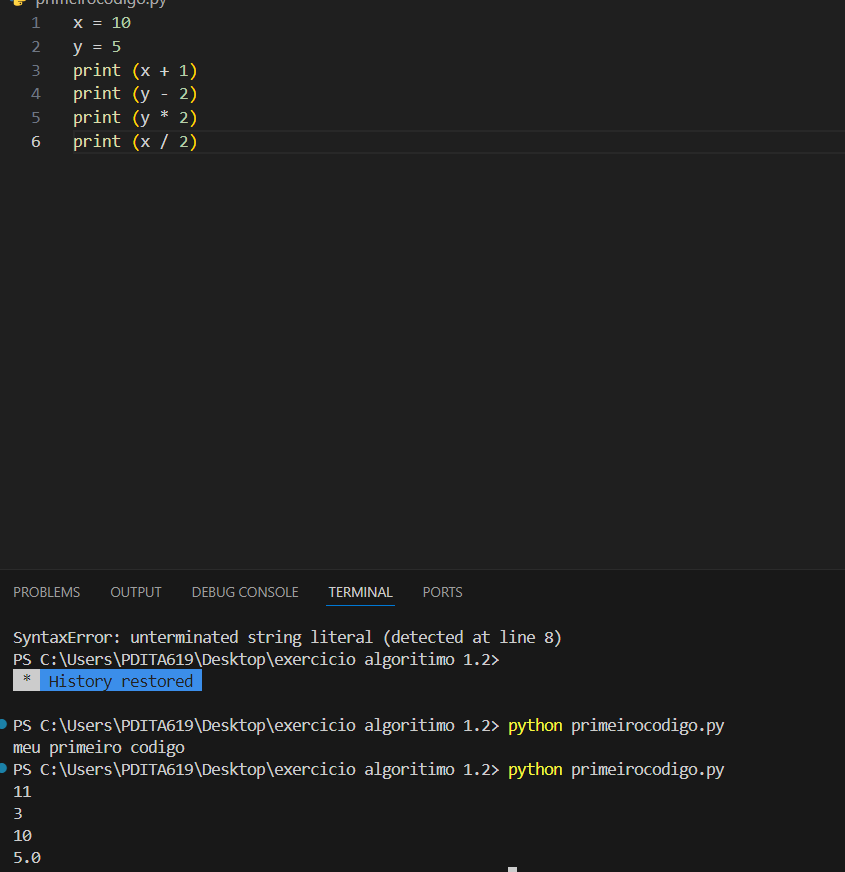 primeirocodigo.py
1 x = 10
2 y = 5
3 print (x + 1)
4 print (y - 2)
5 print (y * 2)
6 print (x / 2)
PROBLEMS OUTPUT DEBUG CONSOLE TERMINAL PORTS
SyntaxError: unterminated string literal (detected at line 8)
PS C:\Users\PDITA619\Desktop\exercicio algoritimo 1.2>
* History restored
PS C:\Users\PDITA619\Desktop\exercicio algoritimo 1.2> python primeirocodigo.py
meu primeiro codigo
PS C:\Users\PDITA619\Desktop\exercicio algoritimo 1.2> python primeirocodigo.py
11
3
10
5.0